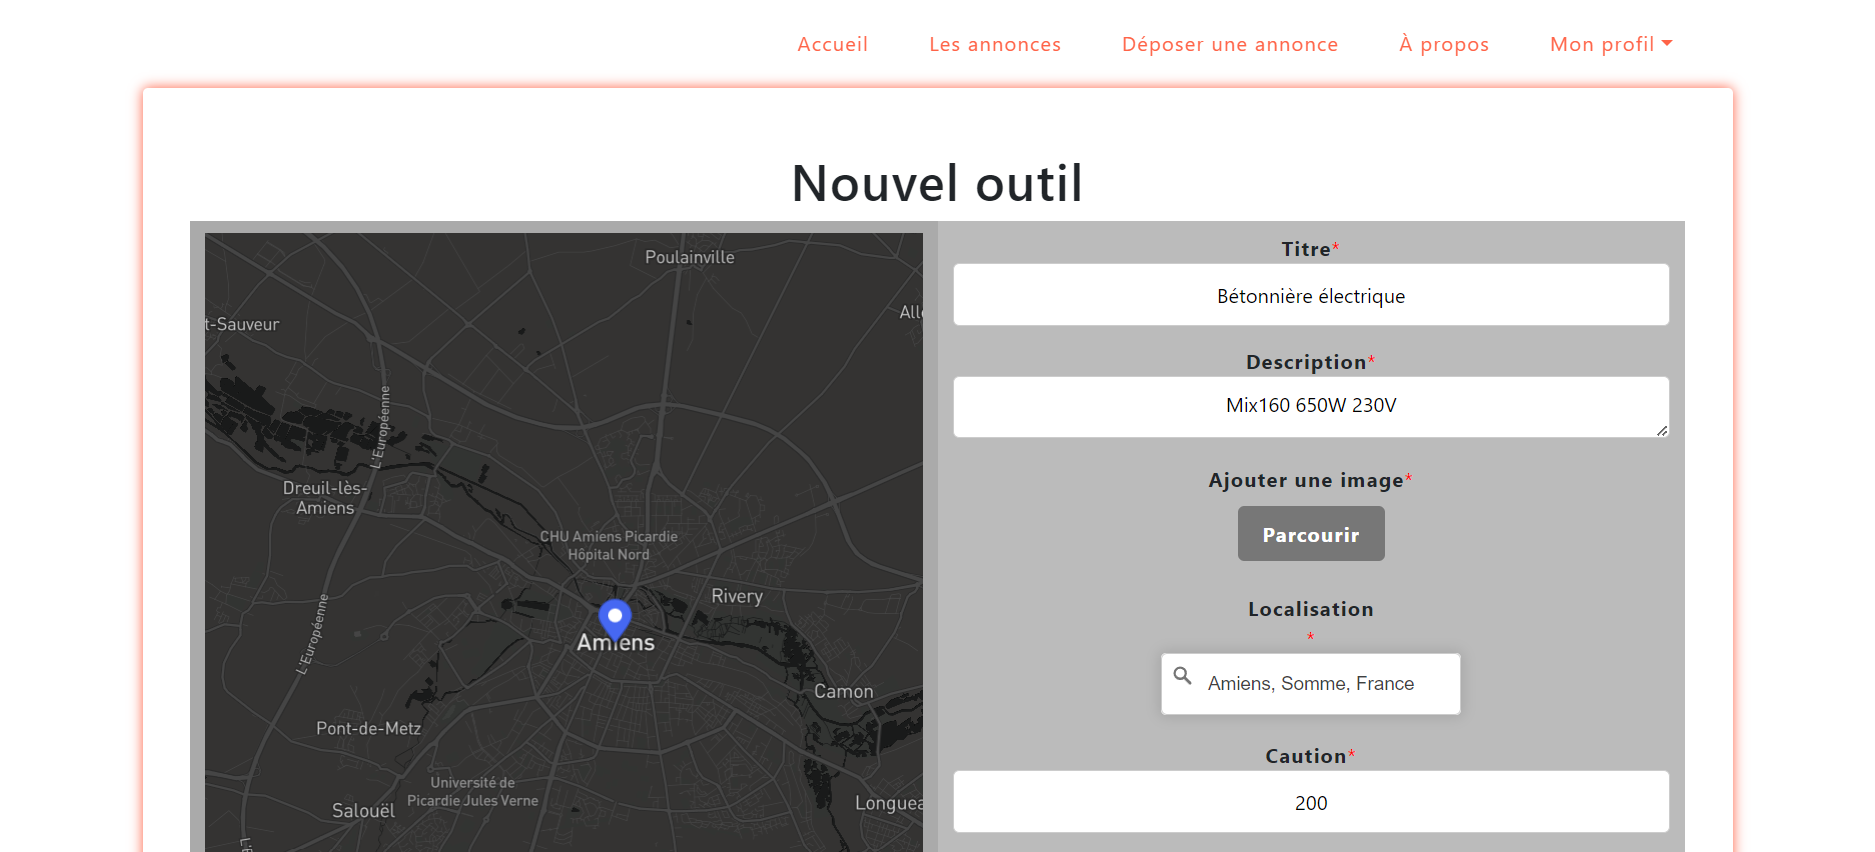 Accueil
Les annonces
Déposer une annonce
À propos
Mon profil
Nouvel outil
Poulainville
t-Sauveur
L'Européenne
Dreuil-lès-
Amiens
CHU Amiens Picardie
Hôpital Nord
Rivery
Amiens
L'Européenne
Camon
Pont-de-Metz
Université de
Picardie Jules Verne
Salouël
Longuea
Titre*
Bétonnière électrique
Description*
Mix160 650W 230V
Ajouter une image*
Parcourir
Localisation
*
Amiens, Somme, France
Caution*
200